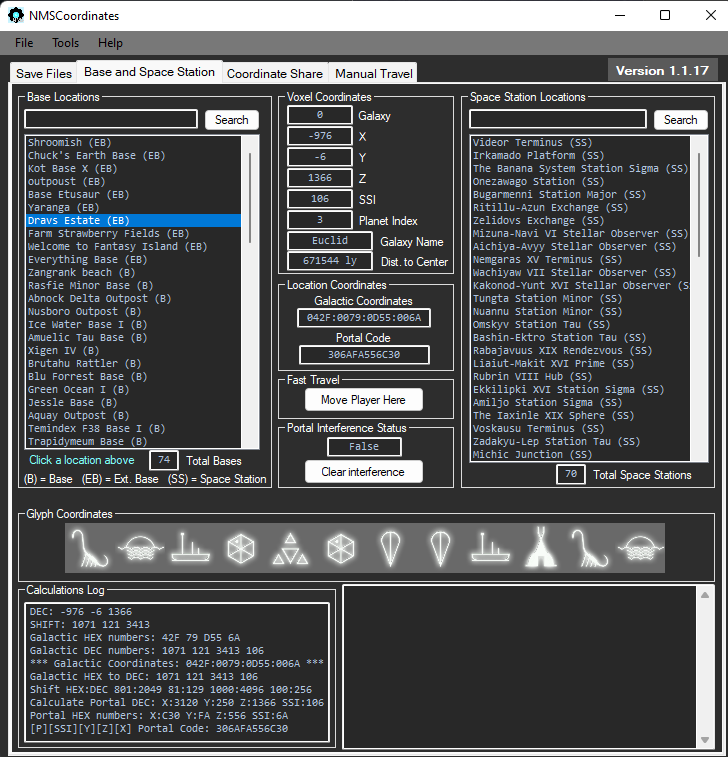 NMSCoordinates
File Tools Help
Save Files Base and Space Station Coordinate Share Manual Travel Version 1.1.17
Base Locations
Search
Shroomish (EB)
Chuck's Earth Base (EB)
Kot Base X (EB)
outpoust (EB)
Base Etusaur (EB)
Yaranga (EB)
Dravs Estate (EB)
Farm Strawberry Fields (EB)
Welcome to Fantasy Island (EB)
Everything Base (EB)
Zangrank beach (B)
Rasfie Minor Base (B)
Abnock Delta Outpost (B)
Nusboro Outpost (B)
Ice Water Base I (B)
Amuelic Tau Base (B)
Xigen IV (B)
Brutahu Rattler (B)
Blu Forrest Base (B)
Green Ocean I (B)
Jessle Base (B)
Aquay Outpost (B)
Temindex F38 Base I (B)
Trapidymeum Base (B)
Click a location above 74 Total Bases
(B) = Base (EB) = Ext. Base (SS) = Space Station
Voxel Coordinates
0 Galaxy
-976 X
-6 Y
1366 Z
106 SSI
3 Planet Index
Euclid Galaxy Name
671544 ly Dist. to Center
Location Coordinates
Galactic Coordinates
042F:0079:0D55:006A
Portal Code
306AFA556C30
Fast Travel
Move Player Here
Portal Interference Status
False
Clear interference
Space Station Locations
Search
Videor Terminus (SS)
Irkamado Platform (SS)
The Banana System Station Sigma (SS)
Onezawago Station (SS)
Bugarmenni Station Major (SS)
Ritillu-Azun Exchange (SS)
Zelidovs Exchange (SS)
Mizuna-Navi VI Stellar Observer (SS)
Aichiya-Avyy Stellar Observer (SS)
Nemgaras XV Terminus (SS)
Wachiyaw VII Stellar Observer (SS)
Kakonod-Yunt XVI Stellar Observer (S
Tungta Station Minor (SS)
Nuannu Station Minor (SS)
Omskyv Station Tau (SS)
Bashin-Ektro Station Tau (SS)
Rabajavuus XIX Rendezvous (SS)
Liaiut-Makit XVI Prime (SS)
Rubrin VIII Hub (SS)
Ekkilipki XVI Station Sigma (SS)
Amiljo Station Sigma (SS)
The Iaxinle XIX Sphere (SS)
Voskausu Terminus (SS)
Zadakyu-Lep Station Tau (SS)
Michic Junction (SS)
70 Total Space Stations
Glyph Coordinates
Calculations Log
DEC: -976 -6 1366
SHIFT: 1071 121 3413
Galactic HEX numbers: 42F 79 D55 6A
Galactic DEC numbers: 1071 121 3413 106
*** Galactic Coordinates: 042F:0079:0D55:006A ***
Galactic HEX to DEC: 1071 121 3413 106
Shift HEX:DEC 801:2049 81:129 1000:4096 100:256
Calculate Portal DEC: X:3120 Y:250 Z:1366 SSI:106
Portal HEX numbers: X:C30 Y:FA Z:556 SSI:6A
[P][SSI][Y][Z][X] Portal Code: 306AFA556C30